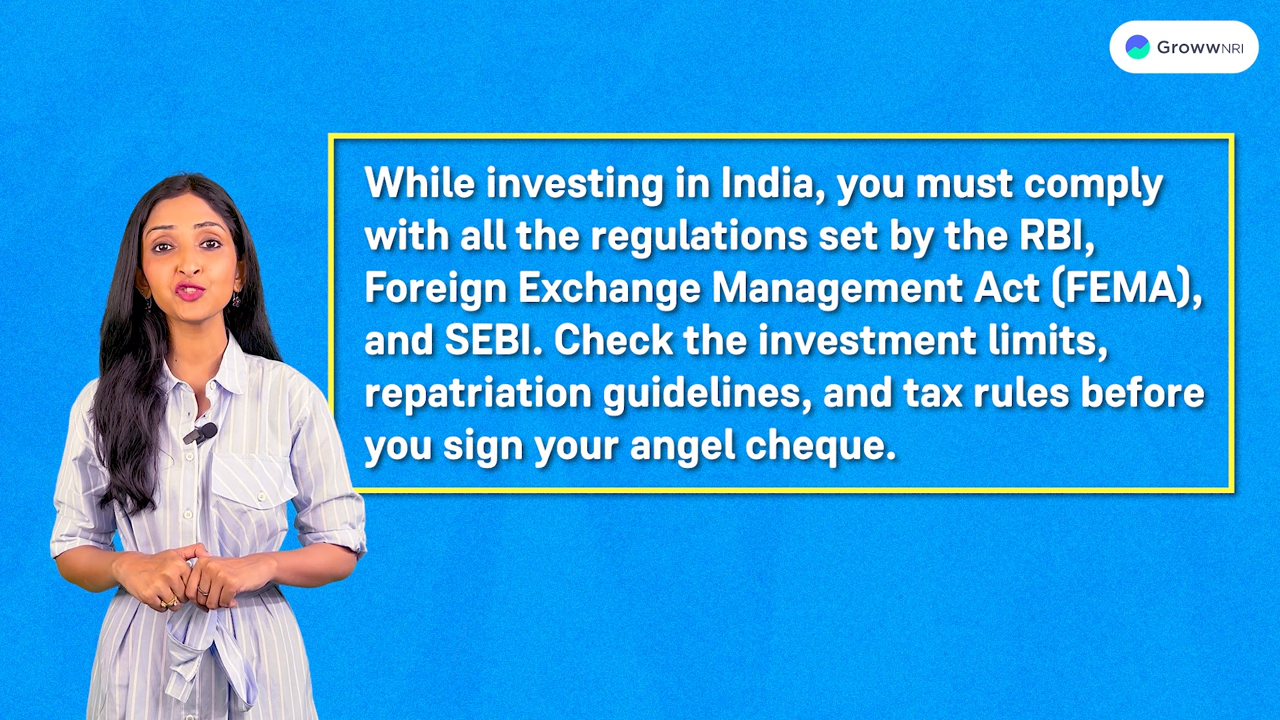 GrowwNRI
While investing in India, you must comply
with all the regulations set by the RBI,
Foreign Exchange Management Act (FEMA),
and SEBI. Check the investment limits,
repatriation guidelines, and tax rules before
you sign your angel cheque.